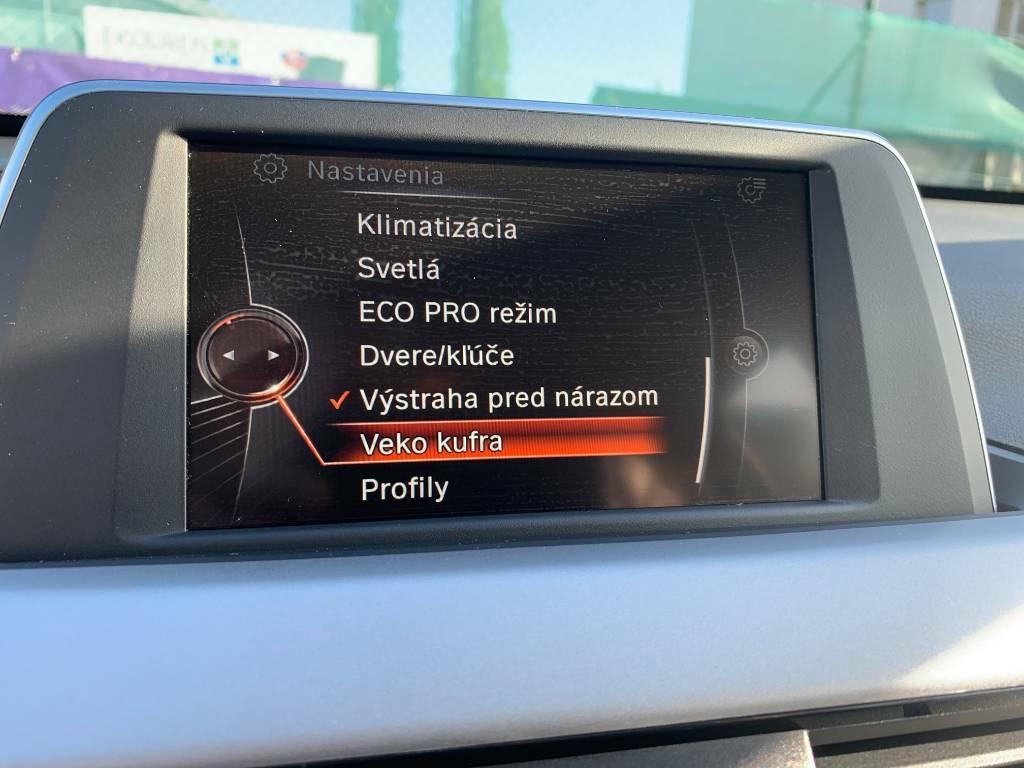 Nastavenia
Klimatizácia
Svetlá
ECO PRO režim
Dvere/kľúče
Výstraha pred nárazom
Veko kufra
Profily